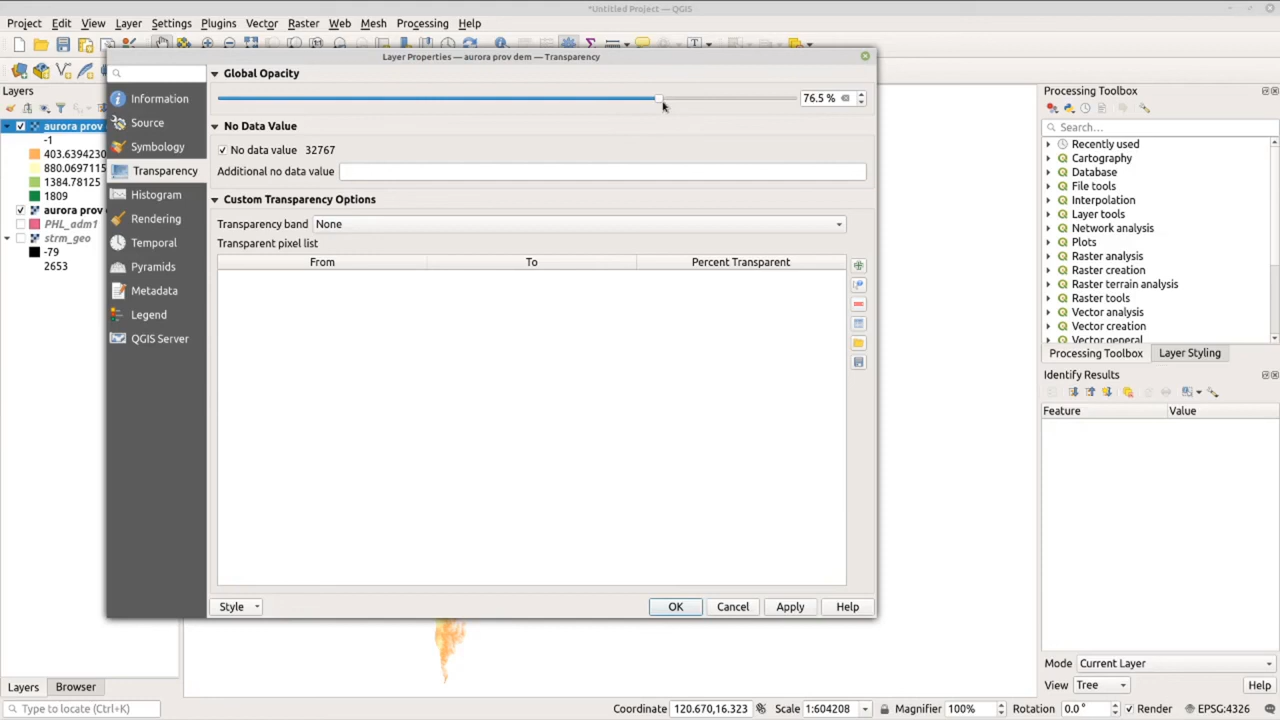 *Untitled Project — QGIS
Project Edit View Layer Settings Plugins Vector Raster Web Mesh Processing Help
Layer Properties — aurora prov dem — Transparency
Layers
aurora prov
-1
403.6394230
880.0697115
1384.78125
1809
aurora prov
PHL_adm1
strm_geo
-79
2653
Layers Browser
Information
Source
Symbology
Transparency
Histogram
Rendering
Temporal
Pyramids
Metadata
Legend
QGIS Server
Global Opacity
76.5 %
No Data Value
No data value 32767
Additional no data value
Custom Transparency Options
Transparency band None
Transparent pixel list
From To Percent Transparent
Style OK Cancel Apply Help
Processing Toolbox
Search...
Recently used
Cartography
Database
File tools
Interpolation
Layer tools
Network analysis
Plots
Raster analysis
Raster creation
Raster terrain analysis
Raster tools
Vector analysis
Vector creation
Vector general
Processing Toolbox Layer Styling
Identify Results
Feature Value
Mode Current Layer
View Tree Help
Type to locate (Ctrl+K) Coordinate 120.670,16.323 Scale 1:604208 Magnifier 100% Rotation 0.0 ° Render EPSG:4326